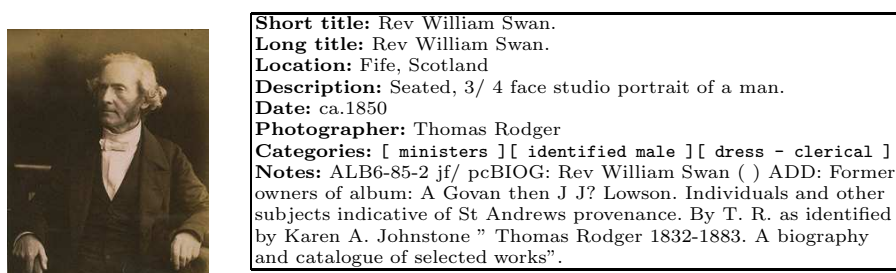 Short title: Rev William Swan.
Long title: Rev William Swan.
Location: Fife, Scotland
Description: Seated, 3/ 4 face studio portrait of a man.
Date: ca.1850
Photographer: Thomas Rodger
Categories: [ ministers ][ identified male ][ dress - clerical ]
Notes: ALB6-85-2 jf/ pcBIOG: Rev William Swan ( ) ADD: Former
owners of album: A Govan then J J? Lowson. Individuals and other
subjects indicative of St Andrews provenance. By T. R. as identified
by Karen A. Johnstone ” Thomas Rodger 1832-1883. A biography
and catalogue of selected works”.